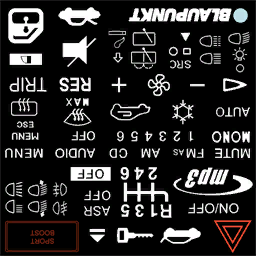 SPORT
BOOST
ON/OFF
1 3 5 R
ASR
OFF
mp3
2 4 6
OFF
MUTE
FMAS
AM
CD
AUDIO
MENU
MONO
1 2 3 4 5 6
OFF
MENU
ESC
AUTO
MAX
RES
TRIP
SRC
BLAUPUNKT